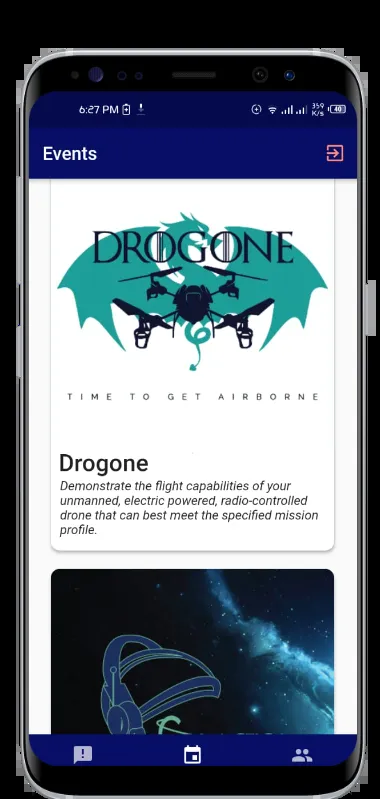 6:27 PM
359
K/s
40
Events
DROGONE
TIME TO GET AIRBORNE
Drogone
Demonstrate the flight capabilities of your
unmanned, electric powered, radio-controlled
drone that can best meet the specified mission
profile.